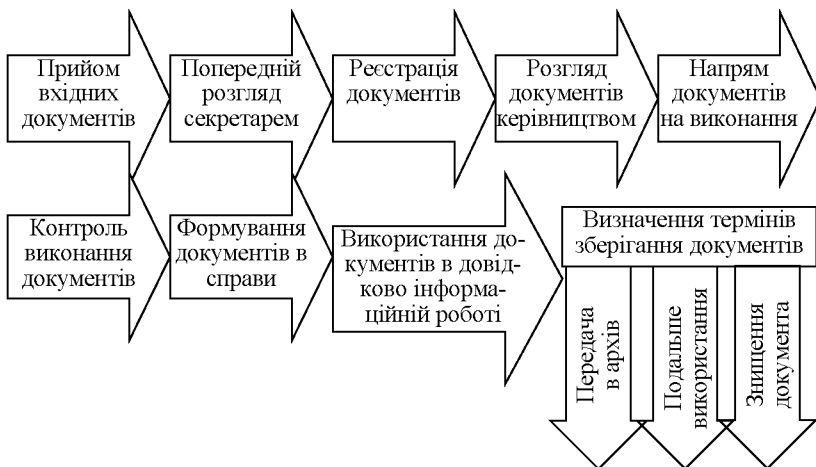 Прийом
вхідних
документів
Попередній
розгляд
секретарем
Реєстрація
документів
Розгляд
документів
керівництвом
Напрям
документів
на виконання
Контроль
виконання
документів
Формування
документів в
справи
Використання до-
кументів в довід-
ково інформа-
ційній роботі
Визначення термінів
зберігання документів
Передача
в архів
Подальше
використання
Знищення
документа